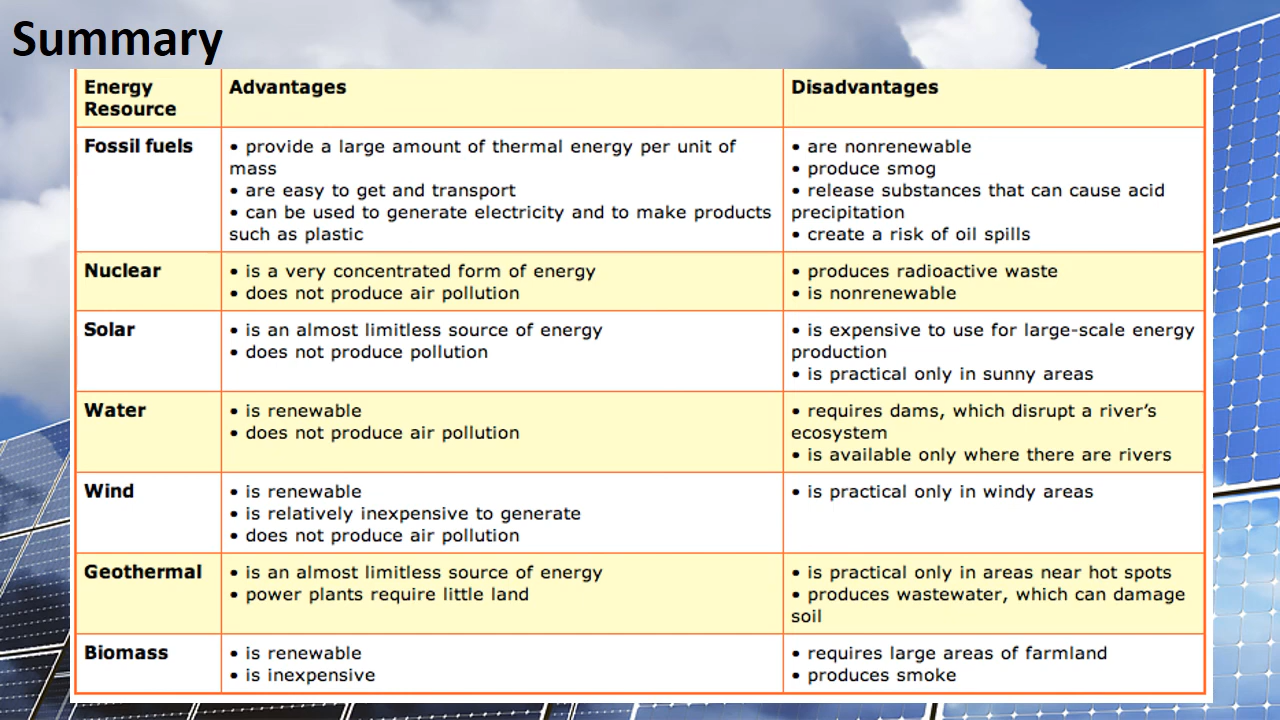 Summary
Energy Resource
Advantages
Disadvantages
Fossil fuels
• provide a large amount of thermal energy per unit of
mass
• are easy to get and transport
• can be used to generate electricity and to make products
such as plastic
• are nonrenewable
• produce smog
• release substances that can cause acid
precipitation
• create a risk of oil spills
Nuclear
• is a very concentrated form of energy
• does not produce air pollution
• produces radioactive waste
• is nonrenewable
Solar
• is an almost limitless source of energy
• does not produce pollution
• is expensive to use for large-scale energy
production
• is practical only in sunny areas
Water
• is renewable
• does not produce air pollution
• requires dams, which disrupt a river’s
ecosystem
• is available only where there are rivers
Wind
• is renewable
• is relatively inexpensive to generate
• does not produce air pollution
• is practical only in windy areas
Geothermal
• is an almost limitless source of energy
• power plants require little land
• is practical only in areas near hot spots
• produces wastewater, which can damage
soil
Biomass
• is renewable
• is inexpensive
• requires large areas of farmland
• produces smoke